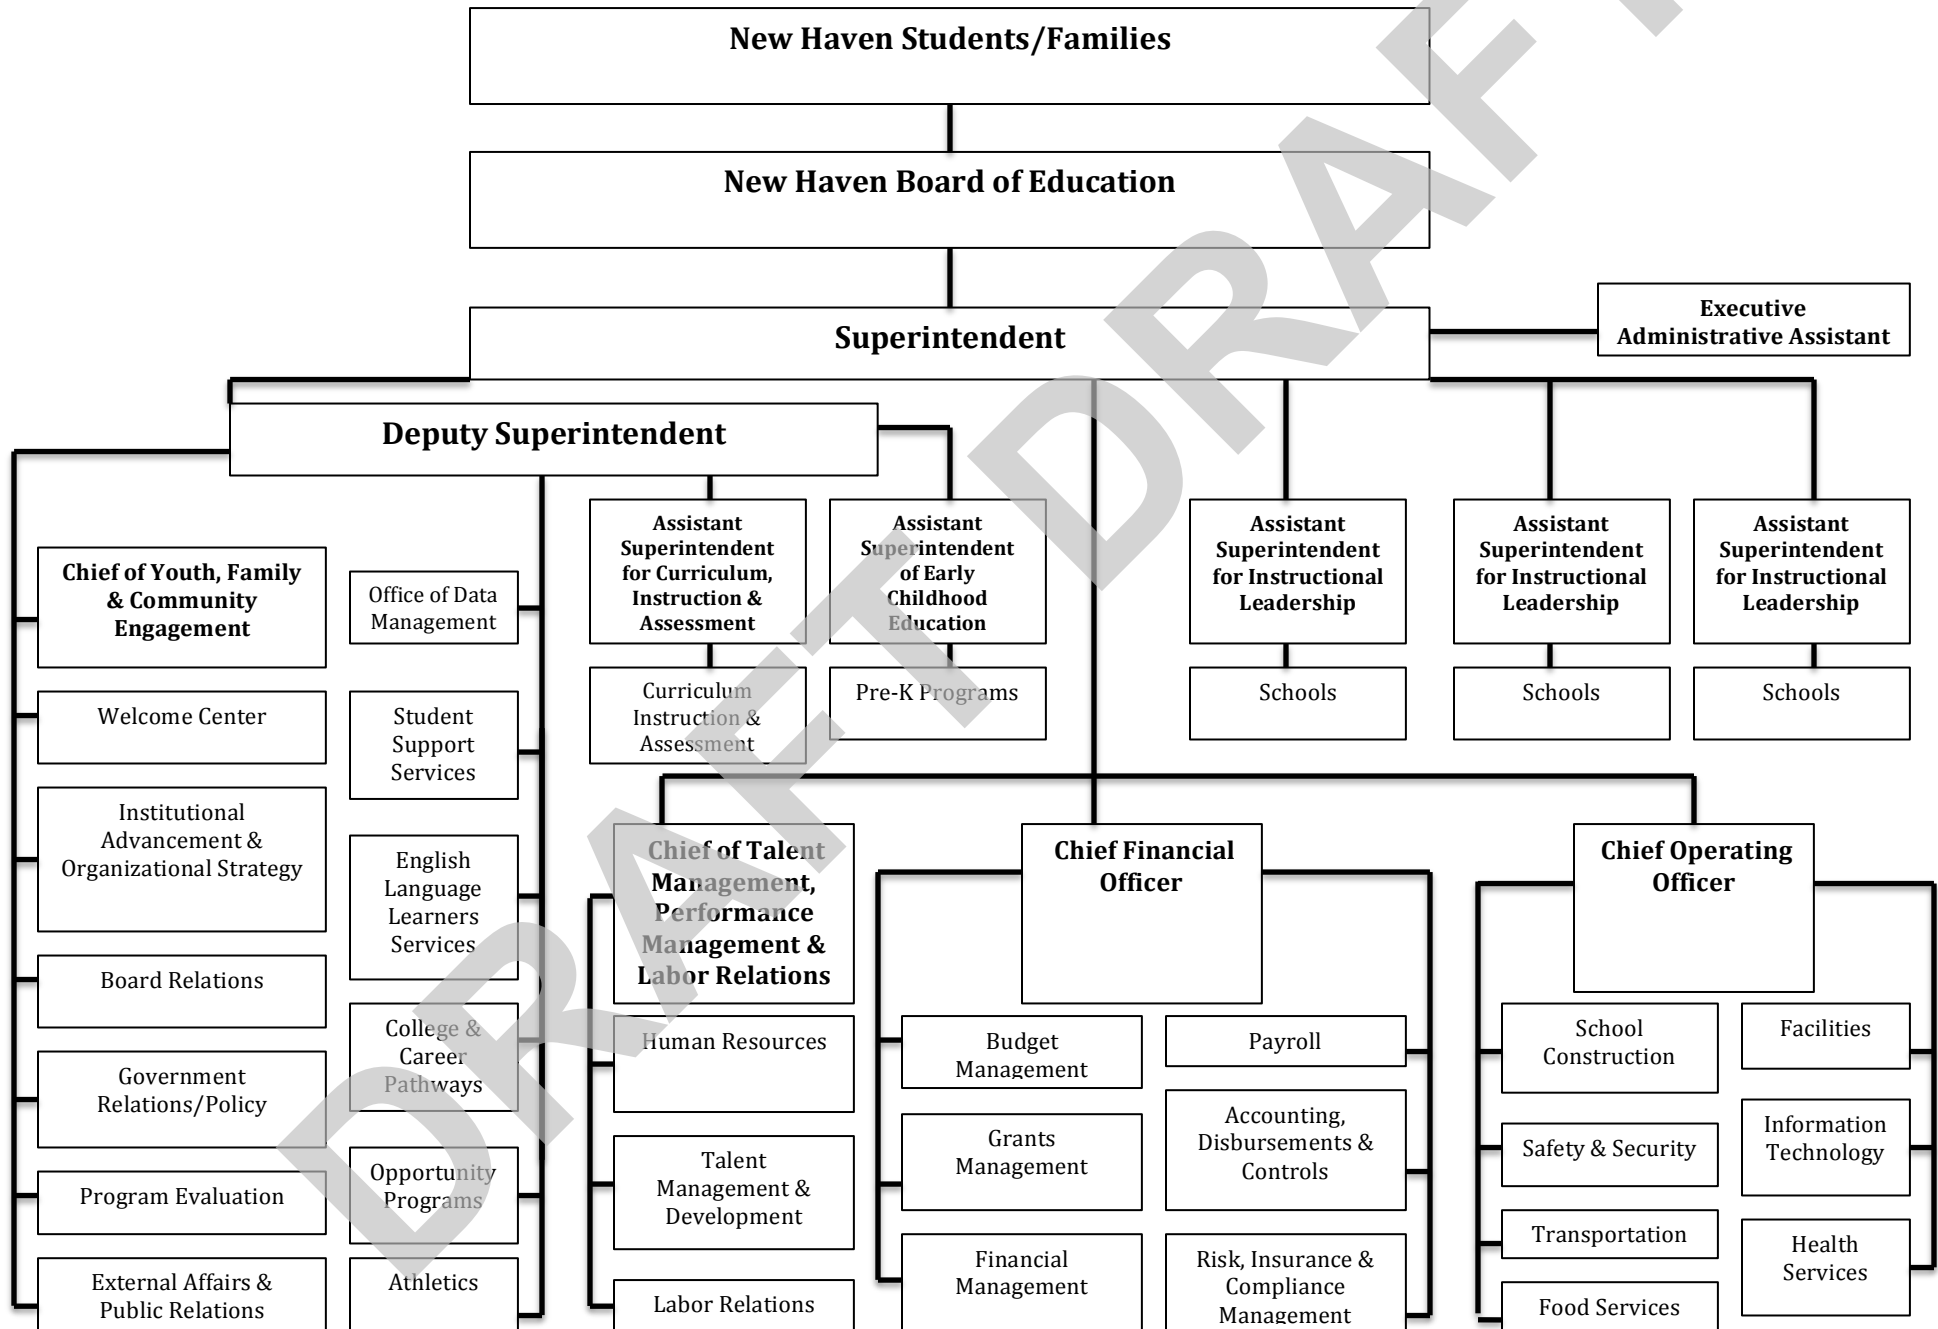 New Haven Students/Families
New Haven Board of Education
Superintendent
Executive
Administrative Assistant
Deputy Superintendent
Chief of Youth, Family
& Community
Engagement
Welcome Center
Institutional
Advancement &
Organizational Strategy
Board Relations
Government
Relations/Policy
Program Evaluation
External Affairs &
Public Relations
Office of Data
Management
Student
Support
Services
English
Language
Learners
Services
College &
Career
Pathways
Opportunity
Programs
Athletics
Assistant
Superintendent
for Curriculum,
Instruction &
Assessment
Curriculum
Instruction &
Assessment
Assistant
Superintendent
of Early
Childhood
Education
Pre-K Programs
Assistant
Superintendent
for Instructional
Leadership
Schools
Assistant
Superintendent
for Instructional
Leadership
Schools
Assistant
Superintendent
for Instructional
Leadership
Schools
Chief of Talent
Management,
Performance
Management &
Labor Relations
Human Resources
Talent
Management &
Development
Labor Relations
Chief Financial
Officer
Budget
Management
Grants
Management
Financial
Management
Payroll
Accounting,
Disbursements &
Controls
Risk, Insurance &
Compliance
Management
Chief Operating
Officer
School
Construction
Safety & Security
Transportation
Food Services
Facilities
Information
Technology
Health
Services
DRAFT DRAFT